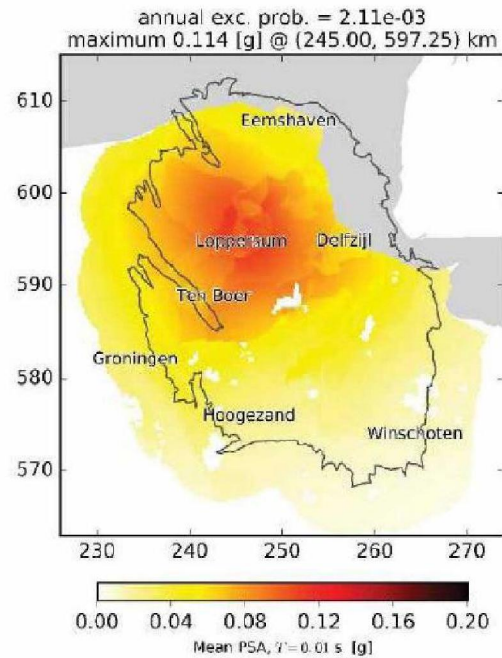 annual exc. prob. = 2.11e-03
maximum 0.114 [g] @ (245.00, 597.25) km
610
Eemshaven
600
Loppersum Delfzijl
590
Ten Boer
Groningen
580
Hoogezand
Winschoten
570
230 240 250 260 270
0.00 0.04 0.08 0.12 0.16 0.20
Mean PSA, T=0.01 s [g]